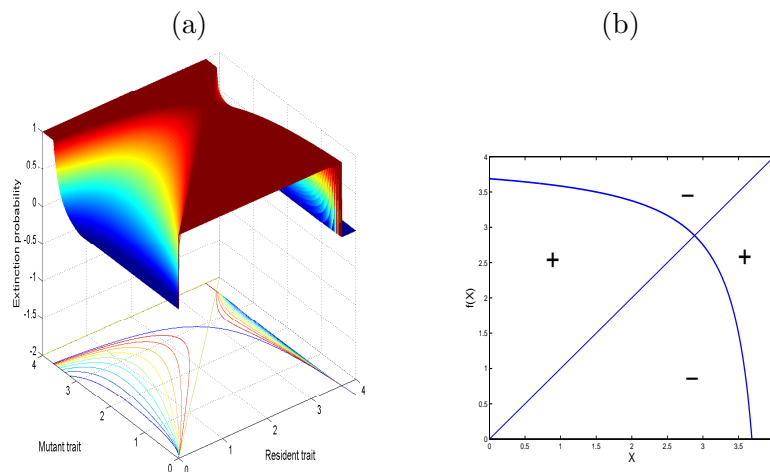 (a)
(b)
1
0.5
0
-0.5
-1
-1.5
-2
Extinction probability
4
3
2
1
0
Mutant trait
0
1
2
3
4
Resident trait
4
3.5
3
2.5
2
1.5
1
0.5
0
f(X)
− + + −
0 0.5 1 1.5 2 2.5 3 3.5
X